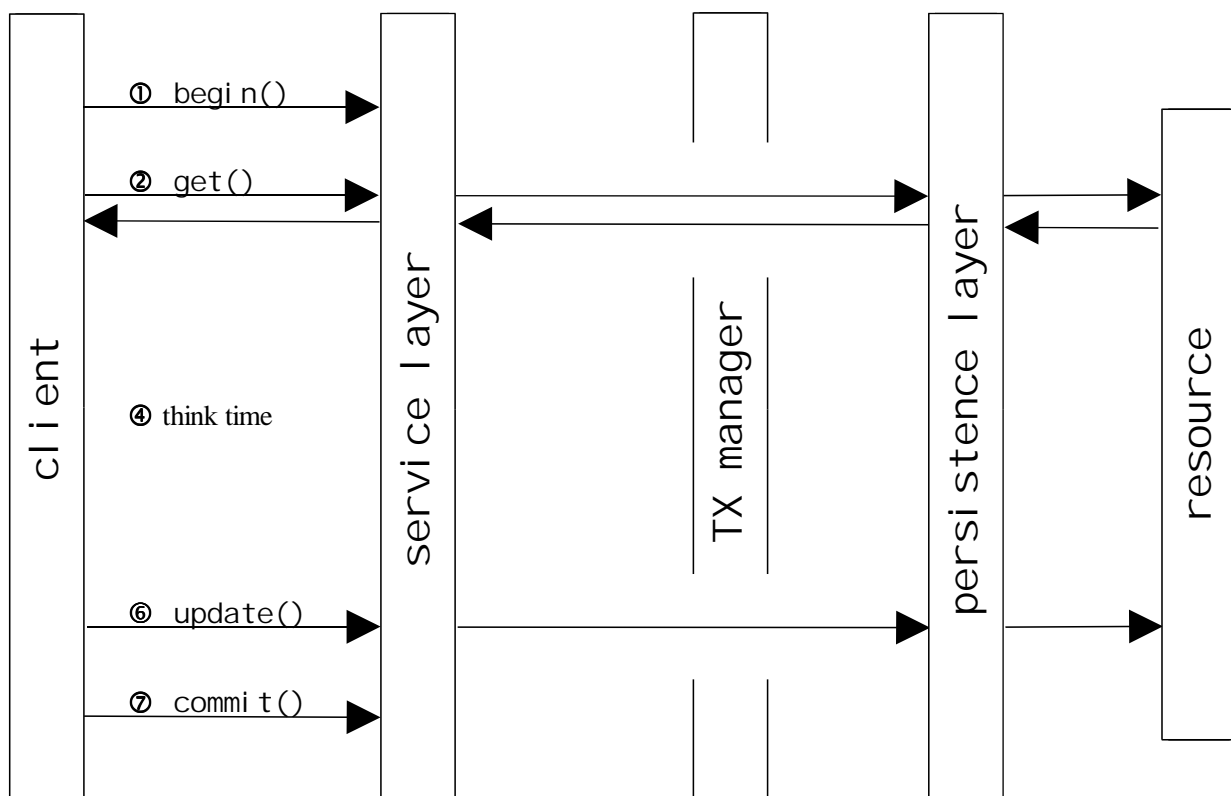 ① begin()
② get()
client
④ think time
⑥ update()
⑦ commit()
service layer
TX manager
persistence layer
resource